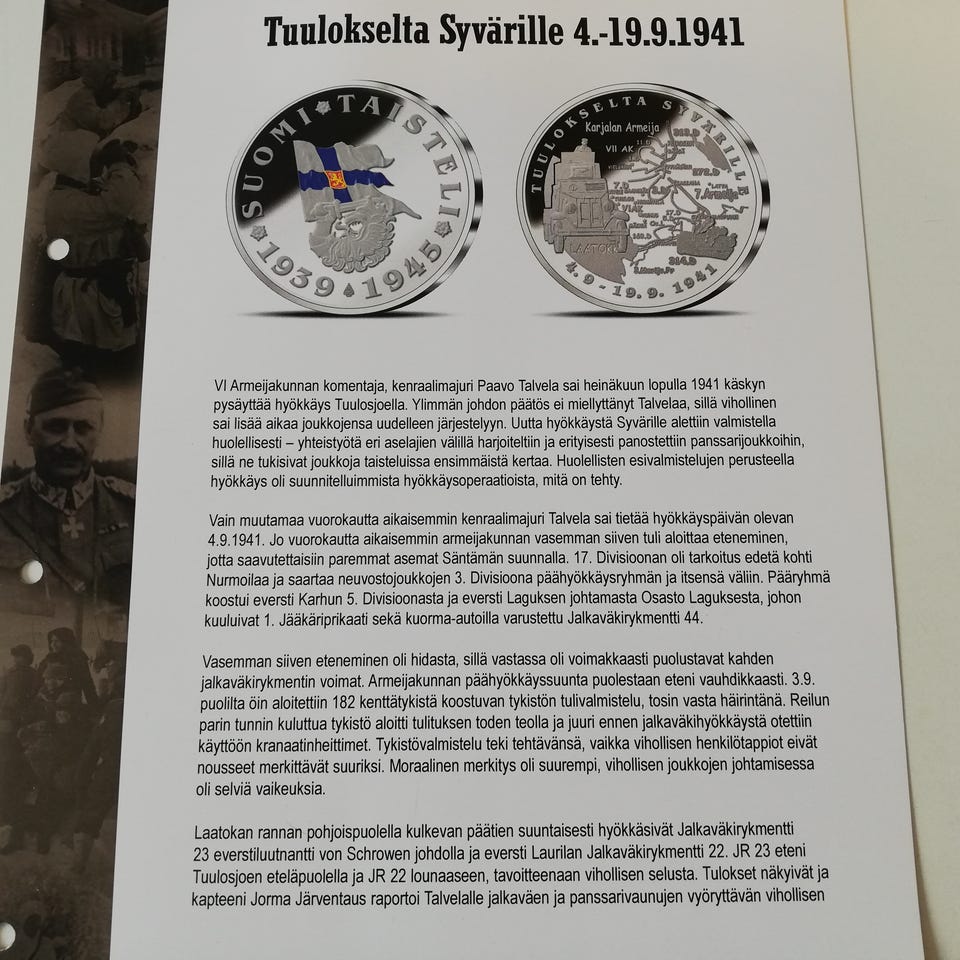 Tuulokselta Syvärille 4.-19.9.1941
SUOMI TAISTELI
1939 1945
TUULOKSELTA SYVÄRILLE
Karjalan Armeija
VII AK
313.D
272.D
7.D
7.Armeija
VI AK
17.D
163.D
LAATOKKA
314.D
4.9 - 19.9. 1941
VI Armeijakunnan komentaja, kenraalimajuri Paavo Talvela sai heinäkuun lopulla 1941 käskyn
pysäyttää hyökkäys Tuulosjoella. Ylimmän johdon päätös ei miellyttänyt Talvelaa, sillä vihollinen
sai lisää aikaa joukkojensa uudelleen järjestelyyn. Uutta hyökkäystä Syvärille alettiin valmistella
huolellisesti – yhteistyötä eri aselajien välillä harjoiteltiin ja erityisesti panostettiin panssarijoukkoihin,
sillä ne tukisivat joukkoja taisteluissa ensimmäistä kertaa. Huolellisten esivalmistelujen perusteella
hyökkäys oli suunnitelluimmista hyökkäysoperaatioista, mitä on tehty.
Vain muutamaa vuorokautta aikaisemmin kenraalimajuri Talvela sai tietää hyökkäyspäivän olevan
4.9.1941. Jo vuorokautta aikaisemmin armeijakunnan vasemman siiven tuli aloittaa eteneminen,
jotta saavutettaisiin paremmat asemat Säntämän suunnalla. 17. Divisioonan oli tarkoitus edetä kohti
Nurmoilaa ja saartaa neuvostojoukkojen 3. Divisioona päähyökkäysryhmän ja itsensä väliin. Pääryhmä
koostui eversti Karhun 5. Divisioonasta ja eversti Laguksen johtamasta Osasto Laguksesta, johon
kuuluivat 1. Jääkäriprikaati sekä kuorma-autoilla varustettu Jalkaväkirykmentti 44.
Vasemman siiven eteneminen oli hidasta, sillä vastassa oli voimakkaasti puolustavat kahden
jalkaväkirykmentin voimat. Armeijakunnan päähyökkäyssuunta puolestaan eteni vauhdikkaasti. 3.9.
puolilta öin aloitettiin 182 kenttätykistä koostuvan tykistön tulivalmistelu, tosin vasta häirintänä. Reilun
parin tunnin kuluttua tykistö aloitti tulituksen toden teolla ja juuri ennen jalkaväkihyökkäystä otettiin
käyttöön kranaatinheittimet. Tykistövalmistelu teki tehtävänsä, vaikka vihollisen henkilötappiot eivät
nousseet merkittävät suuriksi. Moraalinen merkitys oli suurempi, vihollisen joukkojen johtamisessa
oli selviä vaikeuksia.
Laatokan rannan pohjoispuolella kulkevan päätien suuntaisesti hyökkäsivät Jalkaväkirykmentti
23 everstiluutnantti von Schrowen johdolla ja eversti Laurilan Jalkaväkirykmentti 22. JR 23 eteni
Tuulosjoen eteläpuolella ja JR 22 lounaaseen, tavoitteenaan vihollisen selusta. Tulokset näkyivät ja
kapteeni Jorma Järventaus raportoi Talvelalle jalkaväen ja panssarivaunujen vyöryttävän vihollisen